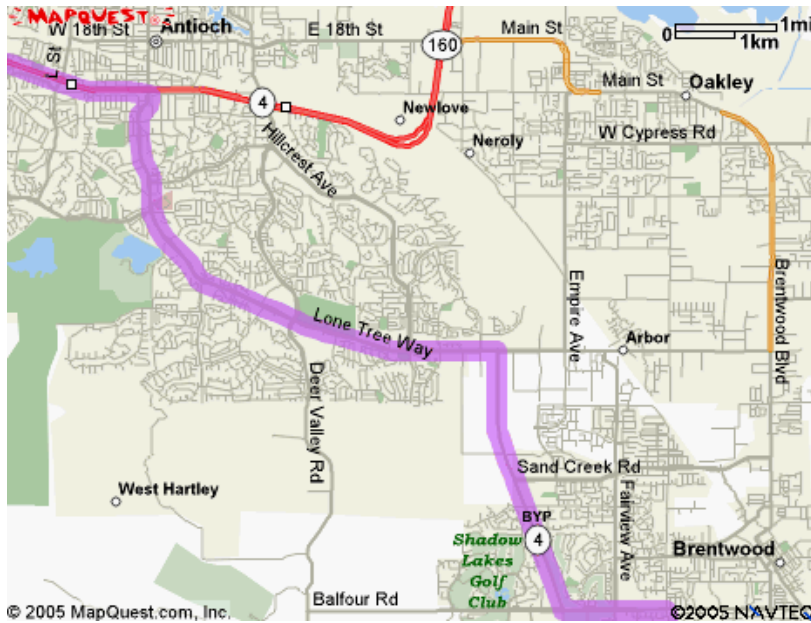 MAPQUEST
W 18th St
Antioch
E 18th St
160
0
1mi
1km
L St
Main St
Main St
Oakley
4
Newlove
W Cypress Rd
Neroly
Hillcrest Ave
Brentwood Blvd
Empire Ave
Lone Tree Way
Arbor
Deer Valley Rd
Sand Creek Rd
West Hartley
Fairview Ave
BYP
4
Shadow
Lakes
Golf
Club
Brentwood
Balfour Rd
© 2005 MapQuest.com, Inc.
©2005 NAVTEQ